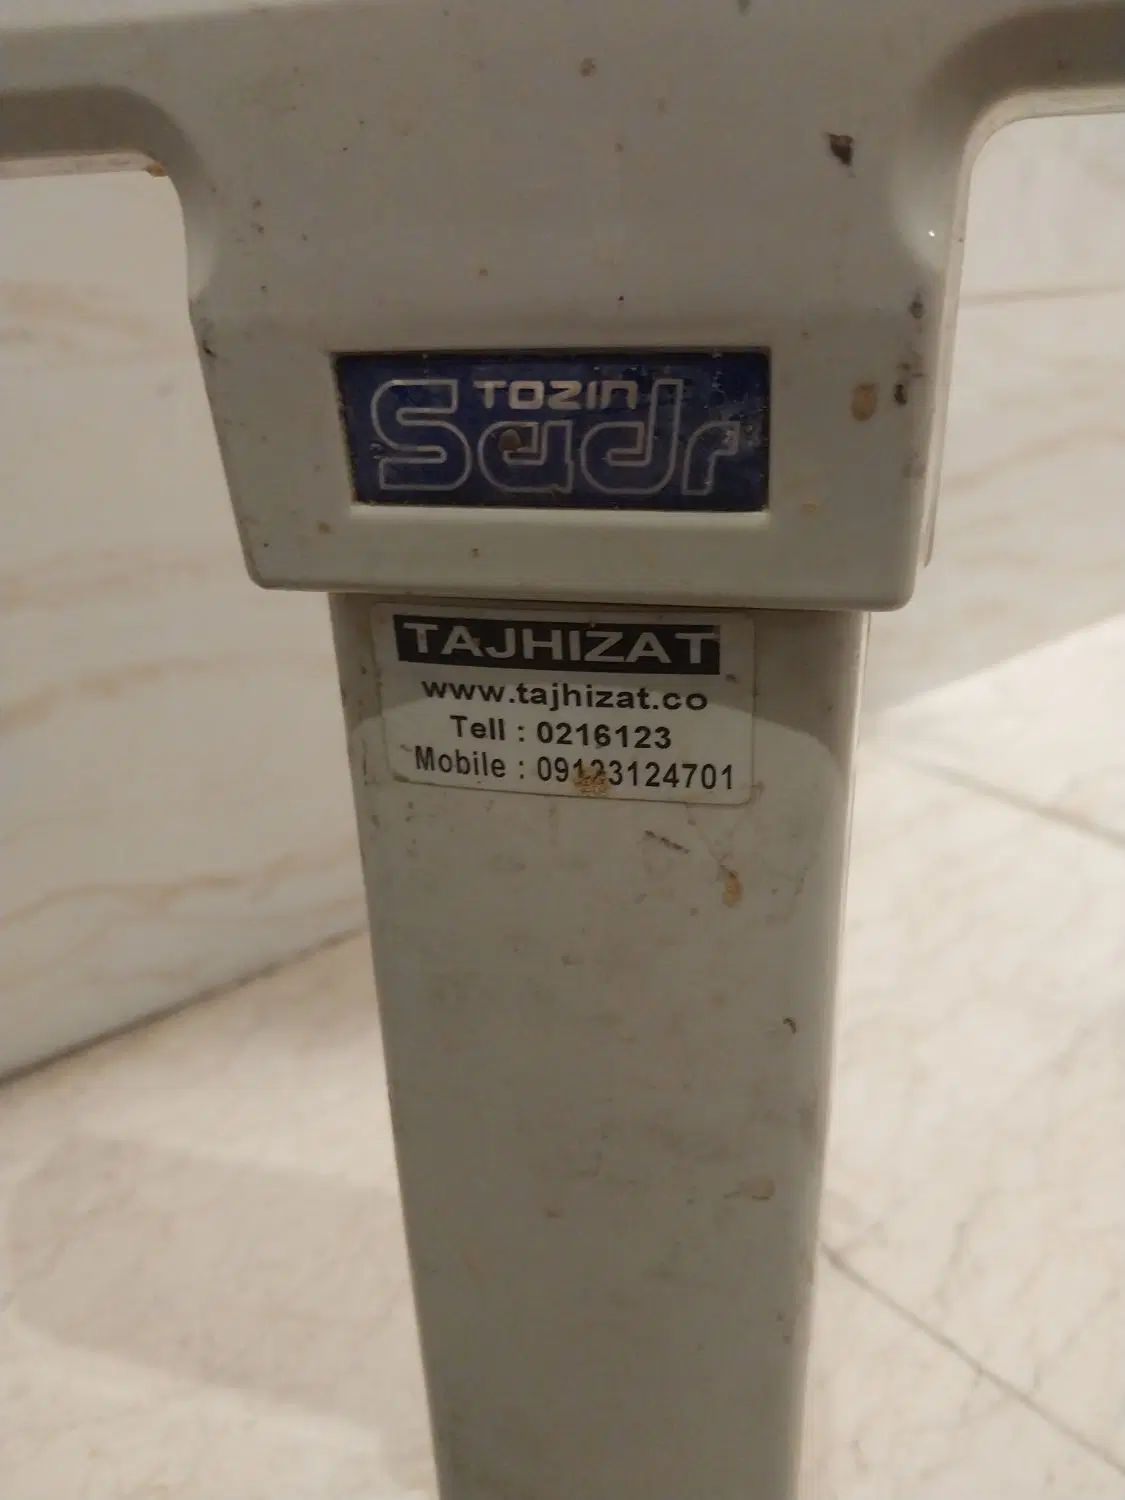 TOZIN
Sadr
TAJHIZAT
www.tajhizat.co
Tell : 0216123
Mobile : 09123124701